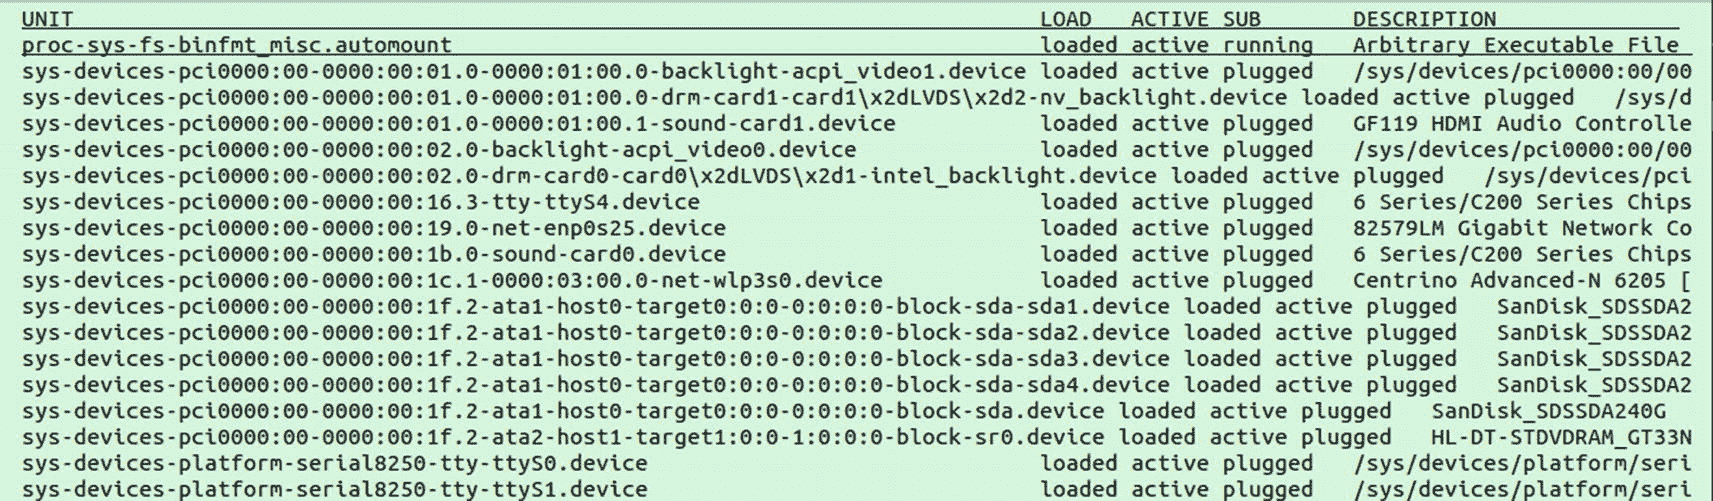 UNIT LOAD ACTIVE SUB DESCRIPTION
proc-sys-fs-binfmt_misc.automount loaded active running Arbitrary Executable File
sys-devices-pci0000:00-0000:00:01.0-0000:01:00.0-backlight-acpi_video1.device loaded active plugged /sys/devices/pci0000:00/00
sys-devices-pci0000:00-0000:00:01.0-0000:01:00.0-drm-card1-card1\x2dLVDS\x2d2-nv_backlight.device loaded active plugged /sys/d
sys-devices-pci0000:00-0000:00:01.0-0000:01:00.1-sound-card1.device loaded active plugged GF119 HDMI Audio Controlle
sys-devices-pci0000:00-0000:00:02.0-backlight-acpi_video0.device loaded active plugged /sys/devices/pci0000:00/00
sys-devices-pci0000:00-0000:00:02.0-drm-card0-card0\x2dLVDS\x2d1-intel_backlight.device loaded active plugged /sys/devices/pci
sys-devices-pci0000:00-0000:00:16.3-tty-ttyS4.device loaded active plugged 6 Series/C200 Series Chips
sys-devices-pci0000:00-0000:00:19.0-net-enp0s25.device loaded active plugged 82579LM Gigabit Network Co
sys-devices-pci0000:00-0000:00:1b.0-sound-card0.device loaded active plugged 6 Series/C200 Series Chips
sys-devices-pci0000:00-0000:00:1c.1-0000:03:00.0-net-wlp3s0.device loaded active plugged Centrino Advanced-N 6205 [
sys-devices-pci0000:00-0000:00:1f.2-ata1-host0-target0:0:0-0:0:0:0-block-sda-sda1.device loaded active plugged SanDisk_SDSSDA2
sys-devices-pci0000:00-0000:00:1f.2-ata1-host0-target0:0:0-0:0:0:0-block-sda-sda2.device loaded active plugged SanDisk_SDSSDA2
sys-devices-pci0000:00-0000:00:1f.2-ata1-host0-target0:0:0-0:0:0:0-block-sda-sda3.device loaded active plugged SanDisk_SDSSDA2
sys-devices-pci0000:00-0000:00:1f.2-ata1-host0-target0:0:0-0:0:0:0-block-sda-sda4.device loaded active plugged SanDisk_SDSSDA2
sys-devices-pci0000:00-0000:00:1f.2-ata1-host0-target0:0:0-0:0:0:0-block-sda.device loaded active plugged SanDisk_SDSSDA240G
sys-devices-pci0000:00-0000:00:1f.2-ata2-host1-target1:0:0-1:0:0:0-block-sr0.device loaded active plugged HL-DT-STDVDRAM_GT33N
sys-devices-platform-serial8250-tty-ttyS0.device loaded active plugged /sys/devices/platform/seri
sys-devices-platform-serial8250-tty-ttyS1.device loaded active plugged /sys/devices/platform/seri